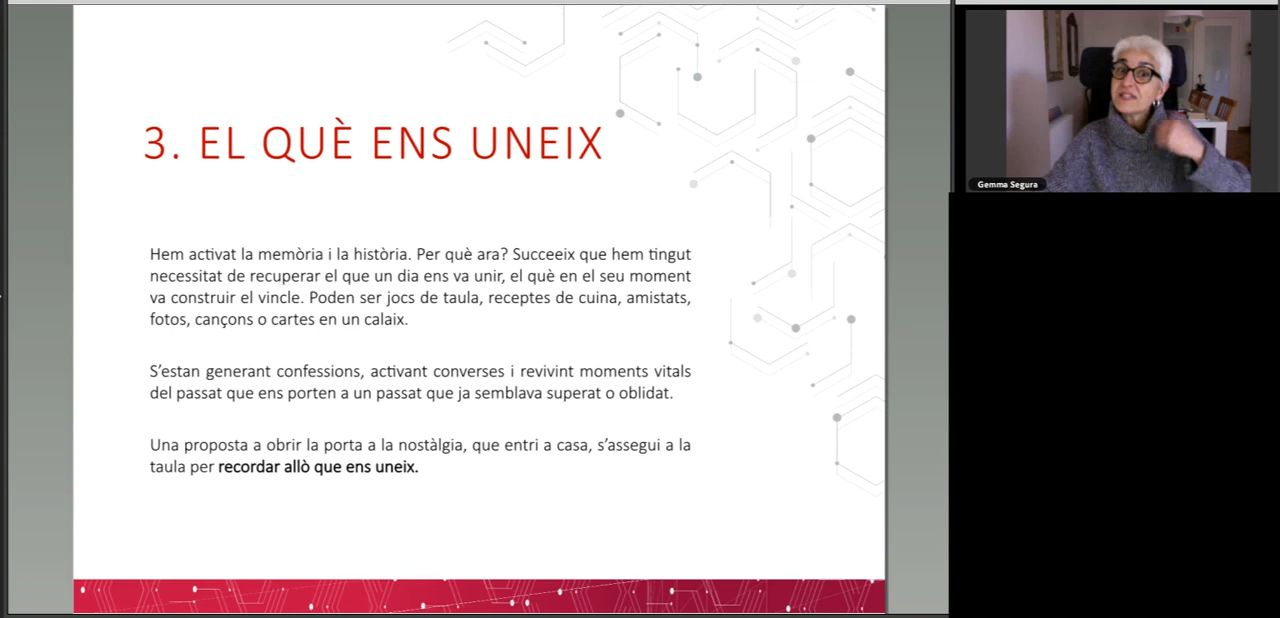 3. EL QUÈ ENS UNEIX
Hem activat la memòria i la història. Per què ara? Succeeix que hem tingut
necessitat de recuperar el que un dia ens va unir, el què en el seu moment
va construir el vincle. Poden ser jocs de taula, receptes de cuina, amistats,
fotos, cançons o cartes en un calaix.
S’estan generant confessions, activant converses i revivint moments vitals
del passat que ens porten a un passat que ja semblava superat o oblidat.
Una proposta a obrir la porta a la nostàlgia, que entri a casa, s’assegui a la
taula per recordar allò que ens uneix.
Gemma Segura